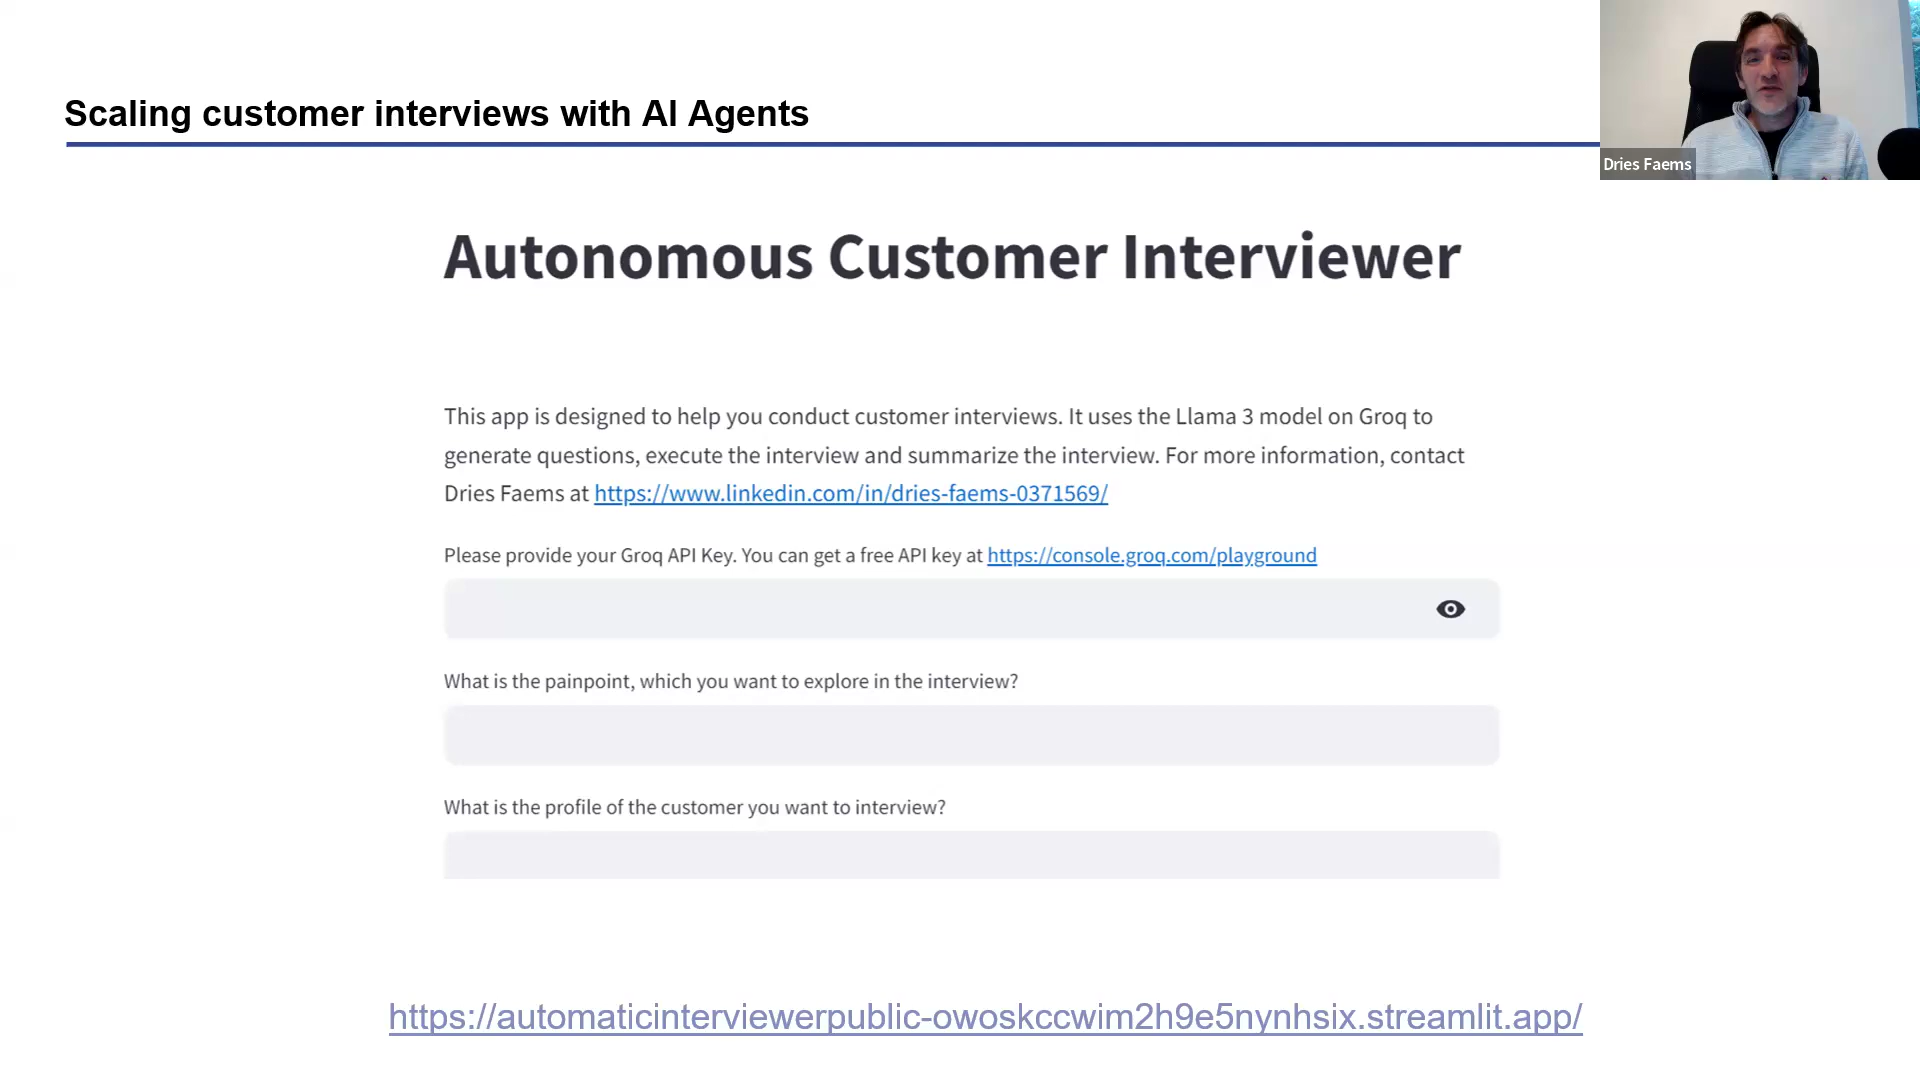 Scaling customer interviews with AI Agents
Dries Faems
Autonomous Customer Interviewer
This app is designed to help you conduct customer interviews. It uses the Llama 3 model on Groq to
generate questions, execute the interview and summarize the interview. For more information, contact
Dries Faems at https://www.linkedin.com/in/dries-faems-0371569/
Please provide your Groq API Key. You can get a free API key at https://console.groq.com/playground
What is the painpoint, which you want to explore in the interview?
What is the profile of the customer you want to interview?
https://automaticinterviewerpublic-owoskccwim2h9e5nynhsix.streamlit.app/